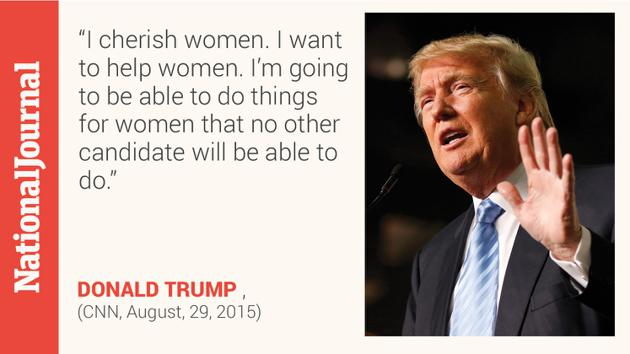 NationalJournal
“I cherish women. I want
to help women. I’m going
to be able to do things
for women that no other
candidate will be able to
do.”
DONALD TRUMP ,
(CNN, August, 29, 2015)